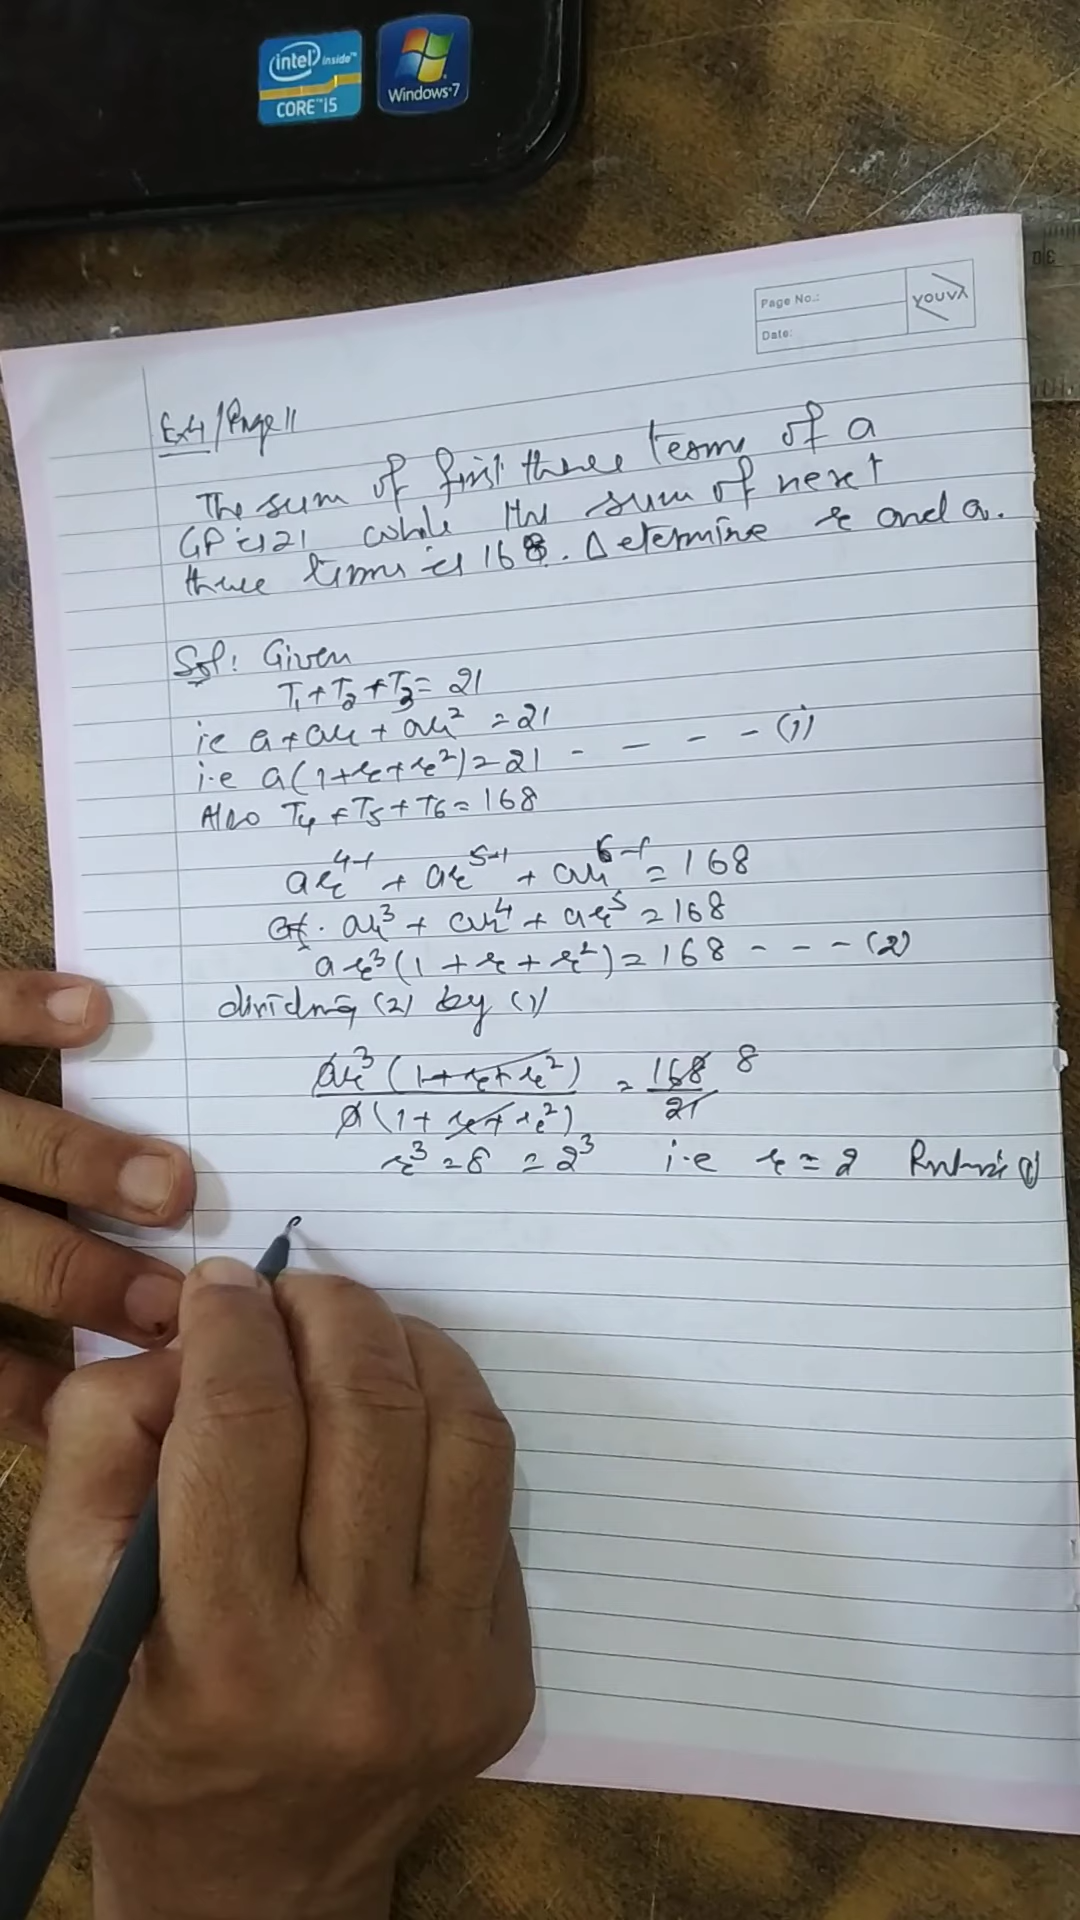 intel inside™
CORE™ i5
Windows 7
Page No.:
Date:
YOUVA
Ex4/Page 11
The sum of first three terms of a
GP is 21 while the sum of next
three terms is 168. Determine r and a.
Sol: Given
T₁+T₂+T₃= 21
ie a+ar+ar² = 21
i.e a(1+r+r²)=21 - - - - (1)
Also T₄+T₅+T₆=168
ar⁴⁻¹ + ar⁵⁻¹ + ar⁶⁻¹ = 168
ar³ + ar⁴ + ar⁵ = 168
ar³(1+r+r²)=168 - - - (2)
dividing (2) by (1)
ar³(1+r+r²) = 168 8
a(1+r+r²) 21
r³=8 = 2³ i.e r=2